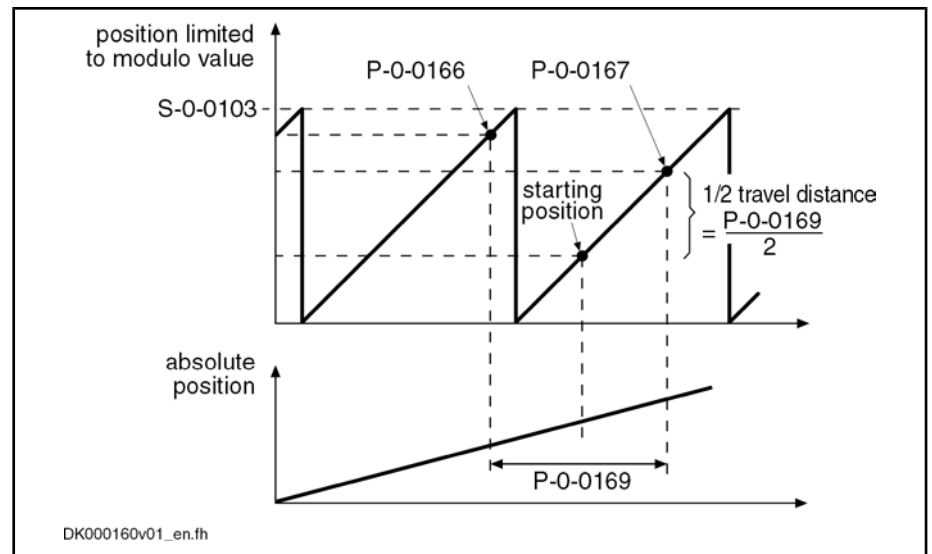 position limited
to modulo value
P-0-0166
P-0-0167
S-0-0103
starting
position
1/2 travel distance
= P-0-0169
2
absolute
position
P-0-0169
DK000160v01_en.fh